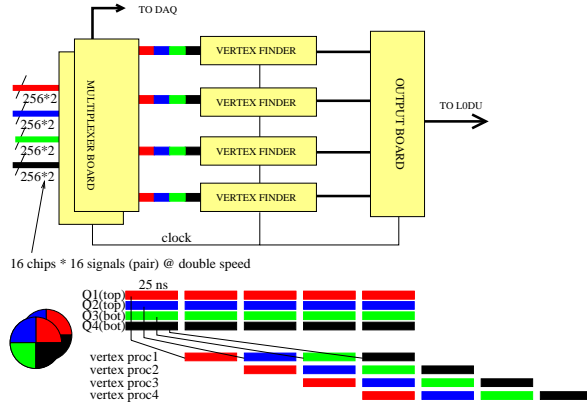 TO DAQ
MULTIPLEXER BOARD
VERTEX FINDER
VERTEX FINDER
VERTEX FINDER
VERTEX FINDER
OUTPUT BOARD
TO L0DU
256*2
256*2
256*2
256*2
clock
16 chips * 16 signals (pair) @ double speed
25 ns
Q1(top)
Q2(top)
Q3(bot)
Q4(bot)
vertex proc1
vertex proc2
vertex proc3
vertex proc4